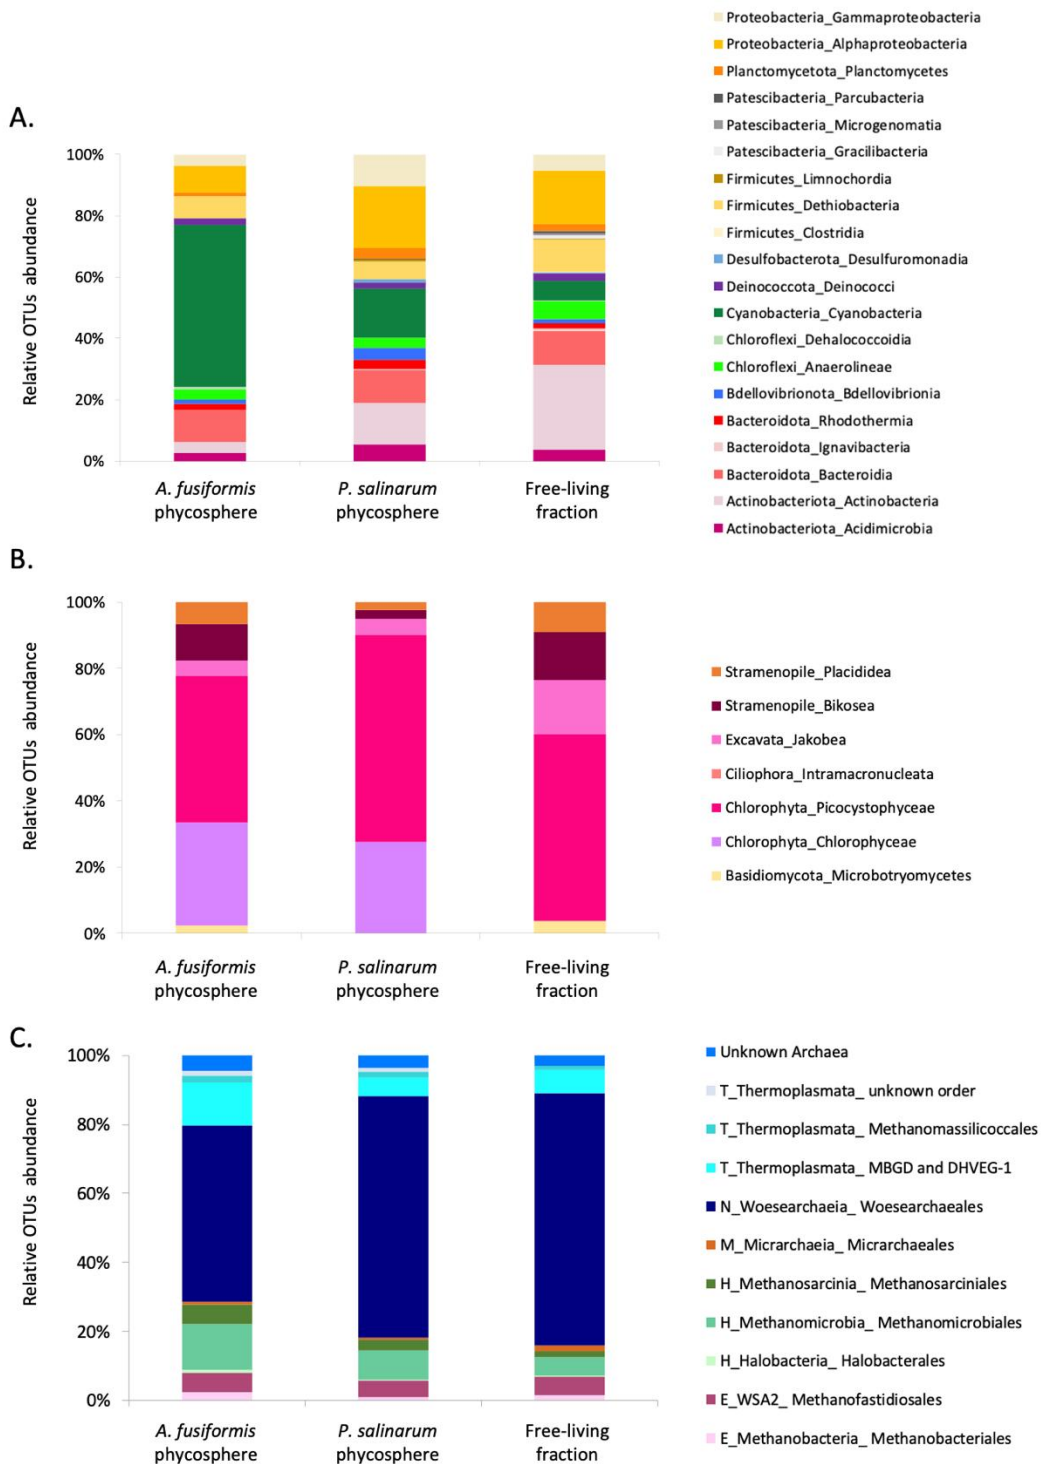 A.
Relative OTUs abundance
100%
80%
60%
40%
20%
0%
A. fusiformis
phycosphere
P. salinarum
phycosphere
Free-living
fraction
Proteobacteria_Gammaproteobacteria
Proteobacteria_Alphaproteobacteria
Planctomycetota_Planctomycetes
Patescibacteria_Parcubacteria
Patescibacteria_Microgenomatia
Patescibacteria_Gracilibacteria
Firmicutes_Limnochordia
Firmicutes_Dethiobacteria
Firmicutes_Clostridia
Desulfobacterota_Desulfuromonadia
Deinococcota_Deinococci
Cyanobacteria_Cyanobacteria
Chloroflexi_Dehalococcoidia
Chloroflexi_Anaerolineae
Bdellovibrionota_Bdellovibrionia
Bacteroidota_Rhodothermia
Bacteroidota_Ignavibacteria
Bacteroidota_Bacteroidia
Actinobacteriota_Actinobacteria
Actinobacteriota_Acidimicrobia
B.
Relative OTUs abundance
100%
80%
60%
40%
20%
0%
A. fusiformis
phycosphere
P. salinarum
phycosphere
Free-living
fraction
Stramenopile_Placididea
Stramenopile_Bikosea
Excavata_Jakobea
Ciliophora_Intramacronucleata
Chlorophyta_Picocystophyceae
Chlorophyta_Chlorophyceae
Basidiomycota_Microbotryomycetes
C.
Relative OTUs abundance
100%
80%
60%
40%
20%
0%
A. fusiformis
phycosphere
P. salinarum
phycosphere
Free-living
fraction
Unknown Archaea
T_Thermoplasmata_ unknown order
T_Thermoplasmata_ Methanomassilicoccales
T_Thermoplasmata_ MBGD and DHVEG-1
N_Woesearchaeia_ Woesearchaeales
M_Micrarchaeia_ Micrarchaeales
H_Methanosarcinia_ Methanosarciniales
H_Methanomicrobia_ Methanomicrobiales
H_Halobacteria_ Halobacterales
E_WSA2_ Methanofastidiosales
E_Methanobacteria_ Methanobacteriales